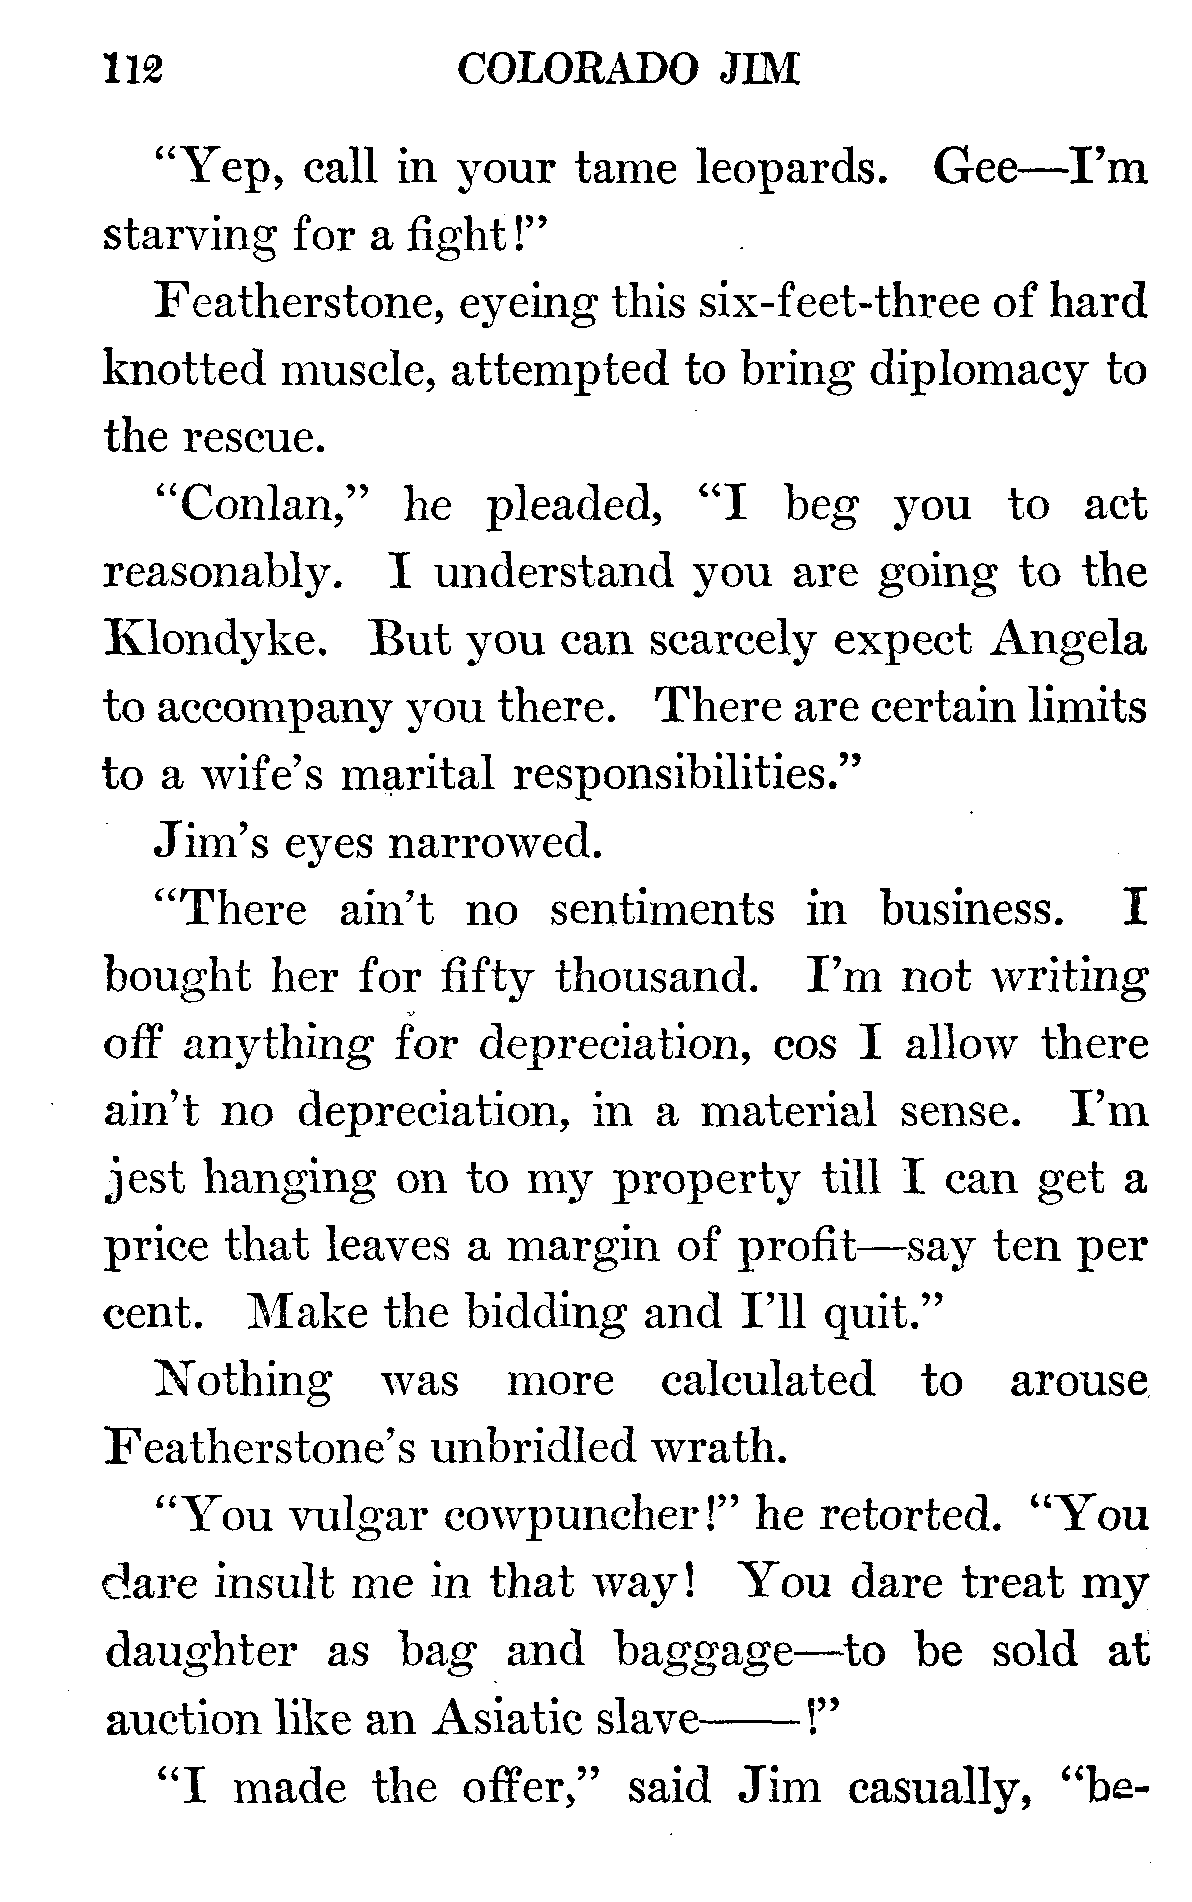 112 COLORADO JIM
“Yep, call in your tame leopards. Gee—I’m
starving for a fight!”
Featherstone, eyeing this six-feet-three of hard
knotted muscle, attempted to bring diplomacy to
the rescue.
“Conlan,” he pleaded, “I beg you to act
reasonably. I understand you are going to the
Klondyke. But you can scarcely expect Angela
to accompany you there. There are certain limits
to a wife’s marital responsibilities.”
Jim’s eyes narrowed.
“There ain’t no sentiments in business. I
bought her for fifty thousand. I’m not writing
off anything for depreciation, cos I allow there
ain’t no depreciation, in a material sense. I’m
jest hanging on to my property till I can get a
price that leaves a margin of profit—say ten per
cent. Make the bidding and I’ll quit.”
Nothing was more calculated to arouse
Featherstone’s unbridled wrath.
“You vulgar cowpuncher!” he retorted. “You
dare insult me in that way! You dare treat my
daughter as bag and baggage—to be sold at
auction like an Asiatic slave——!”
“I made the offer,” said Jim casually, “be-